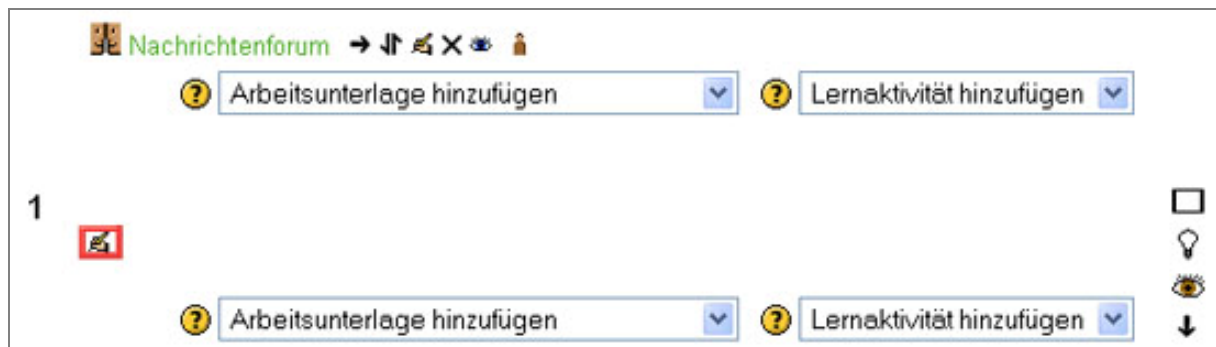 Nachrichtenforum
? Arbeitsunterlage hinzufügen ? Lernaktivität hinzufügen
1
? Arbeitsunterlage hinzufügen ? Lernaktivität hinzufügen